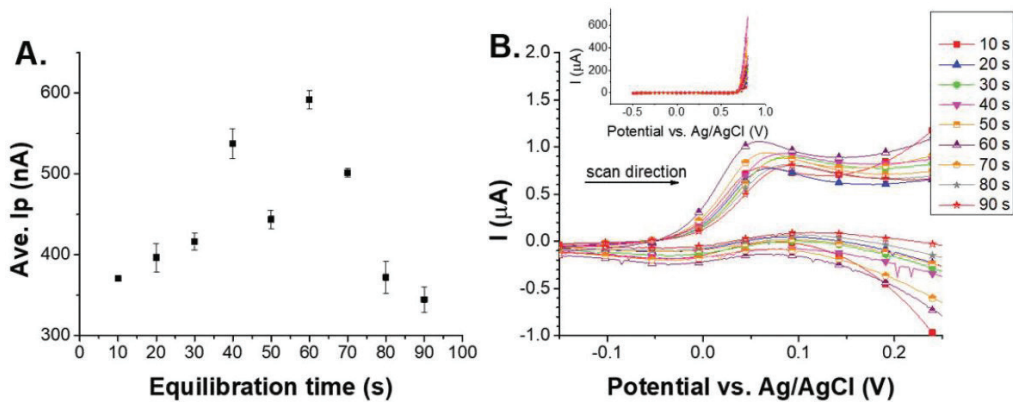 A.
Ave. Ip (nA)
600
500
400
300
0 10 20 30 40 50 60 70 80 90 100
Equilibration time (s)
B.
I (µA)
600
400
200
0
-0.5 0.0 0.5 1.0
Potential vs. Ag/AgCl (V)
scan direction
I (µA)
2.0
1.5
1.0
0.5
0.0
-0.5
-1.0
-0.1 0.0 0.1 0.2
Potential vs. Ag/AgCl (V)
10 s
20 s
30 s
40 s
50 s
60 s
70 s
80 s
90 s